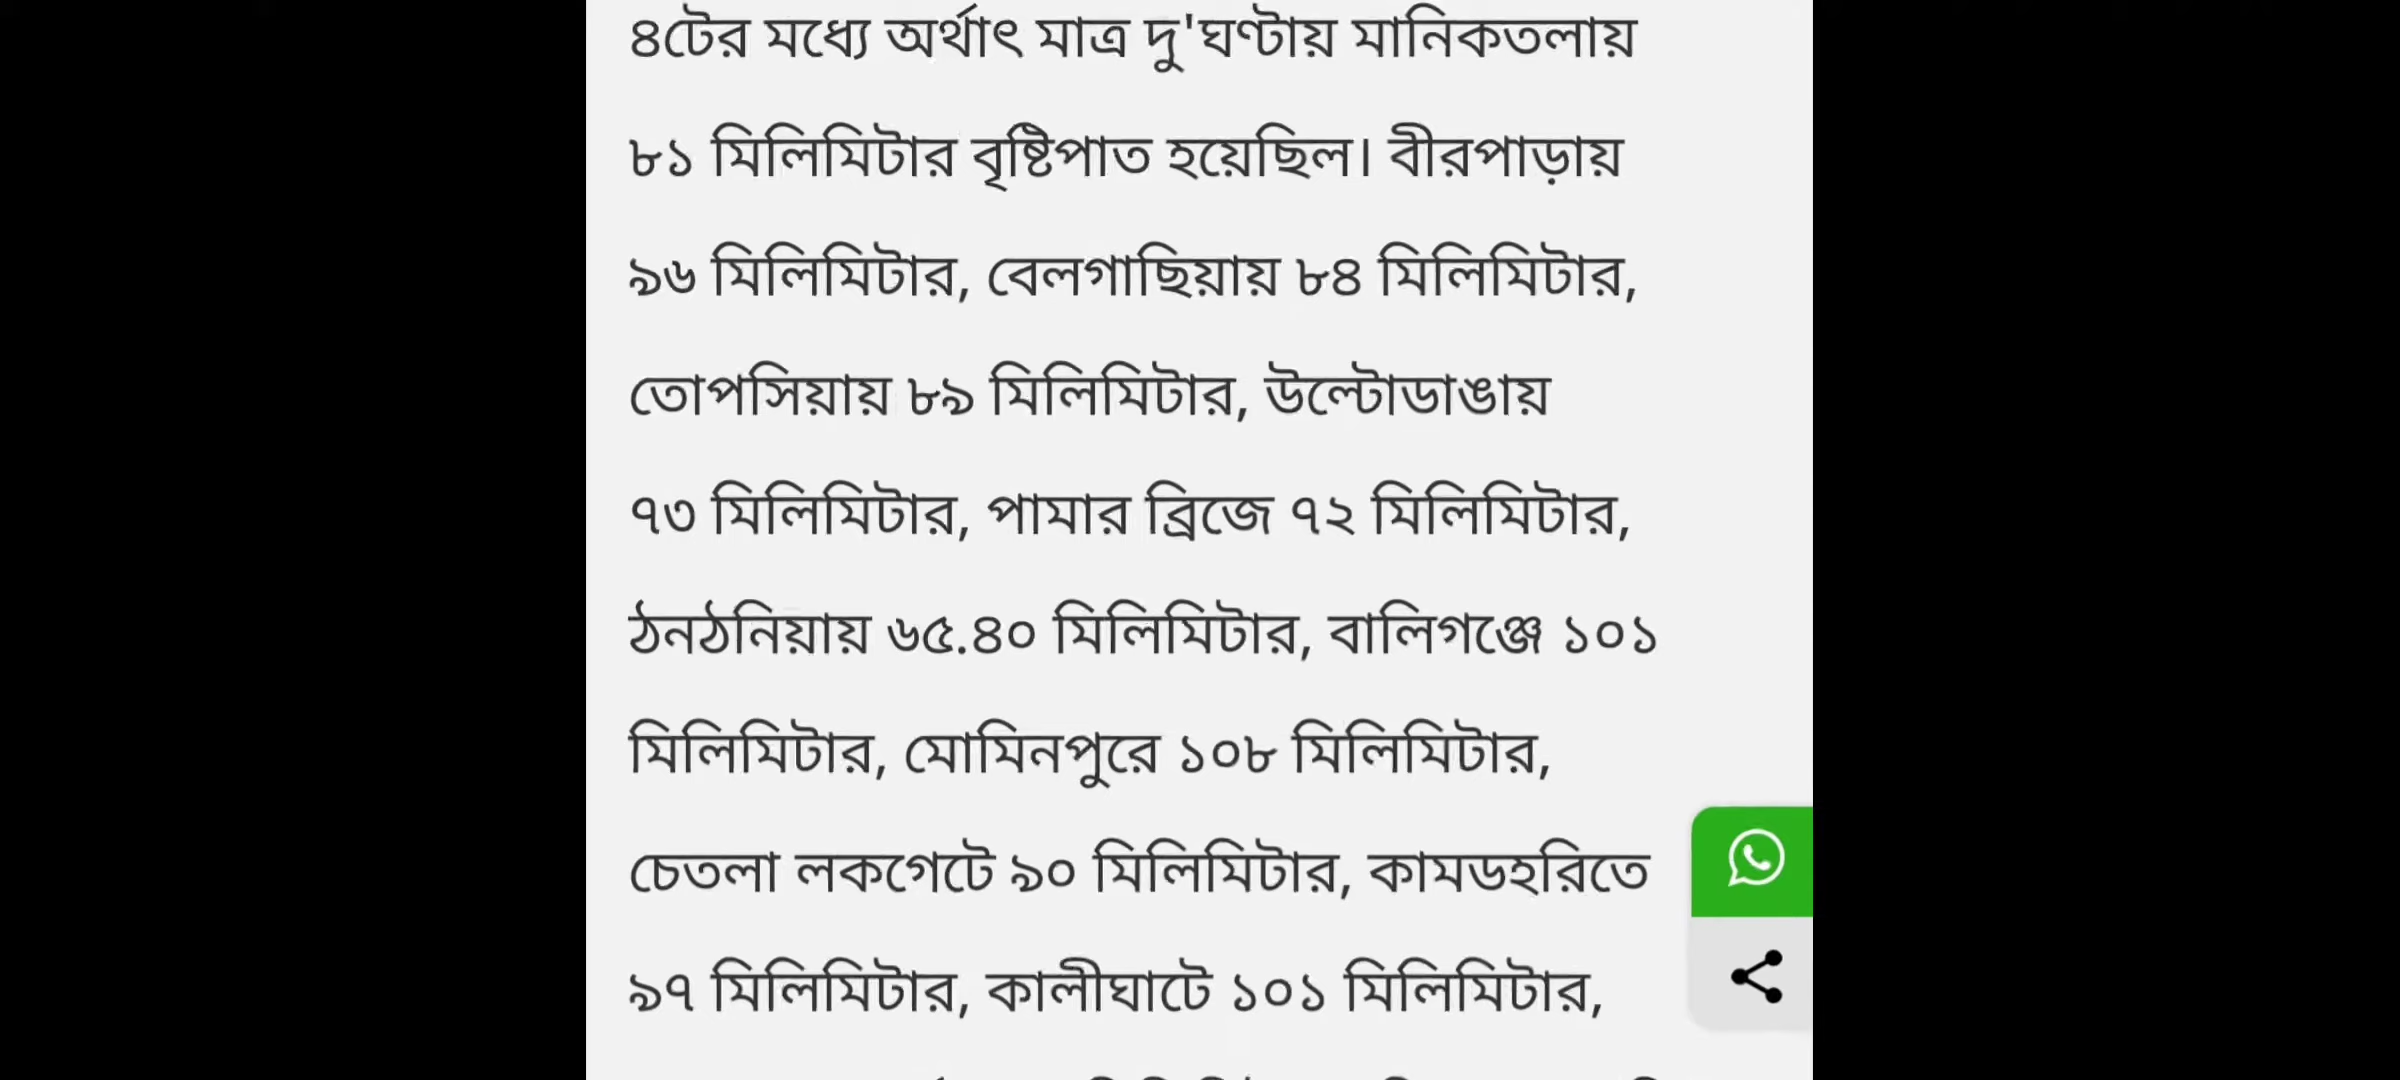 ৪টের মধ্যে অর্থাৎ মাত্র দু'ঘণ্টায় মানিকতলায়
৮১ মিলিমিটার বৃষ্টিপাত হয়েছিল। বীরপাড়ায়
৯৬ মিলিমিটার, বেলগাছিয়ায় ৮৪ মিলিমিটার,
তোপসিয়ায় ৮৯ মিলিমিটার, উল্টোডাঙায়
৭৩ মিলিমিটার, পামার ব্রিজে ৭২ মিলিমিটার,
ঠনঠনিয়ায় ৬৫.৪০ মিলিমিটার, বালিগঞ্জে ১০১
মিলিমিটার, মোমিনপুরে ১০৮ মিলিমিটার,
চেতলা লকগেটে ৯০ মিলিমিটার, কামডহরিতে
৯৭ মিলিমিটার, কালীঘাটে ১০১ মিলিমিটার,